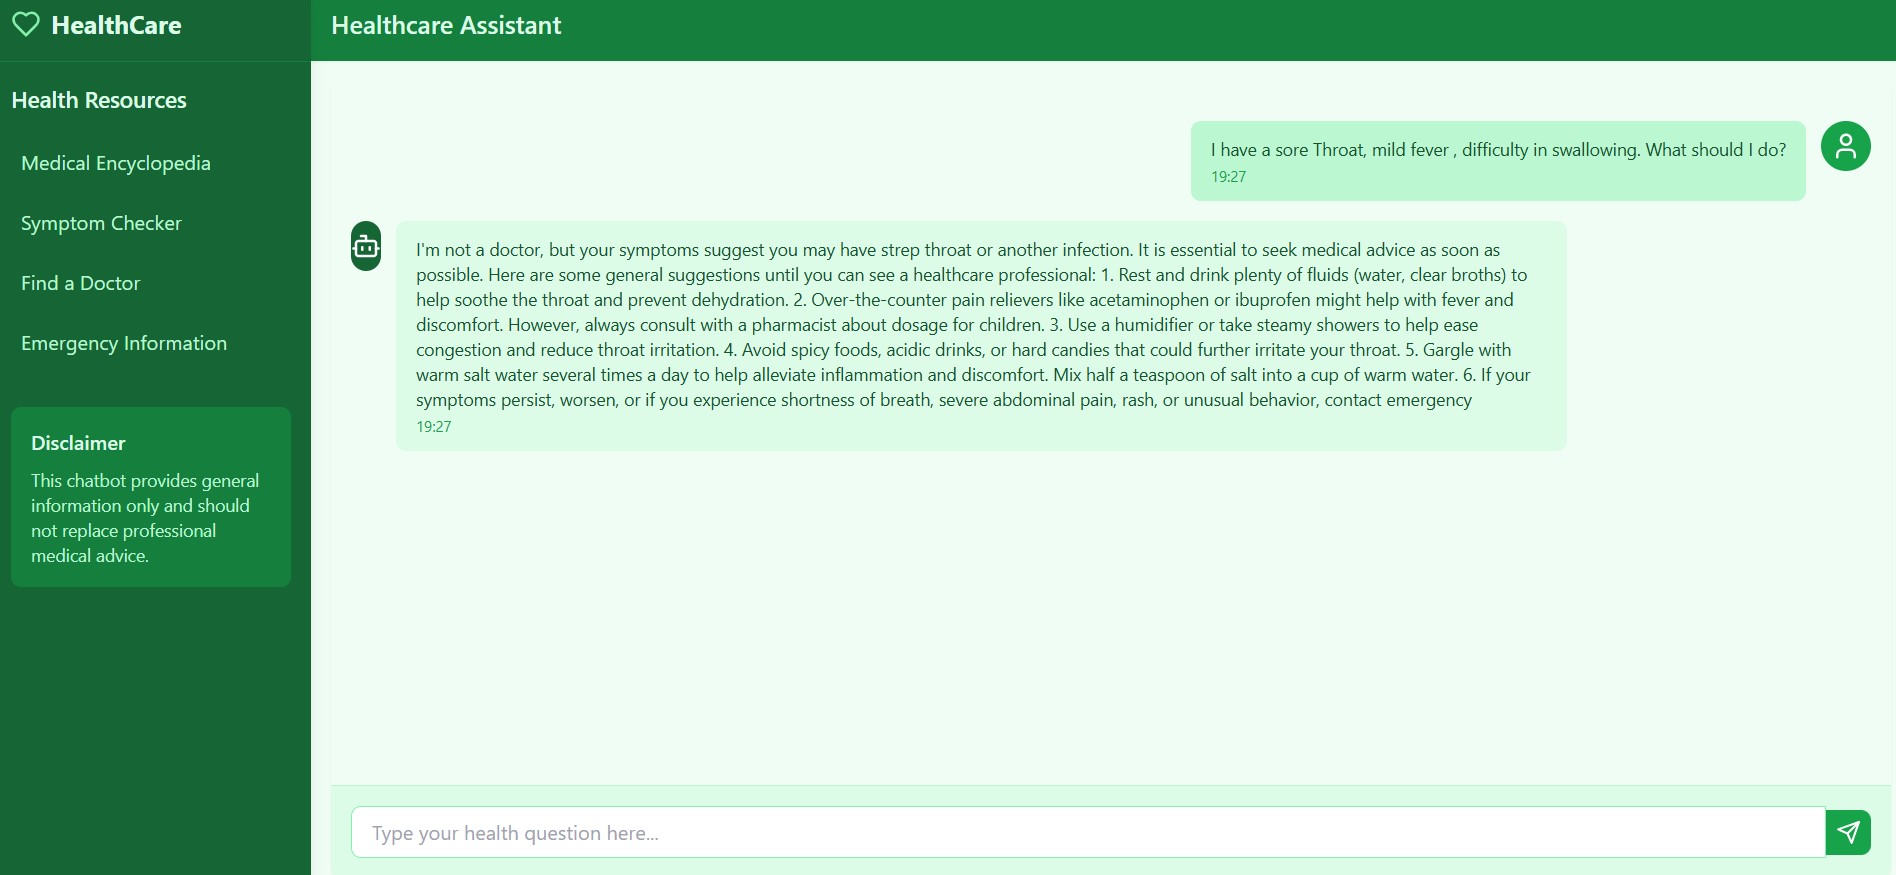 HealthCare
Healthcare Assistant
Health Resources
Medical Encyclopedia
Symptom Checker
Find a Doctor
Emergency Information
Disclaimer
This chatbot provides general
information only and should
not replace professional
medical advice.
I have a sore Throat, mild fever , difficulty in swallowing. What should I do?
19:27
I'm not a doctor, but your symptoms suggest you may have strep throat or another infection. It is essential to seek medical advice as soon as
possible. Here are some general suggestions until you can see a healthcare professional: 1. Rest and drink plenty of fluids (water, clear broths) to
help soothe the throat and prevent dehydration. 2. Over-the-counter pain relievers like acetaminophen or ibuprofen might help with fever and
discomfort. However, always consult with a pharmacist about dosage for children. 3. Use a humidifier or take steamy showers to help ease
congestion and reduce throat irritation. 4. Avoid spicy foods, acidic drinks, or hard candies that could further irritate your throat. 5. Gargle with
warm salt water several times a day to help alleviate inflammation and discomfort. Mix half a teaspoon of salt into a cup of warm water. 6. If your
symptoms persist, worsen, or if you experience shortness of breath, severe abdominal pain, rash, or unusual behavior, contact emergency
19:27
Type your health question here...